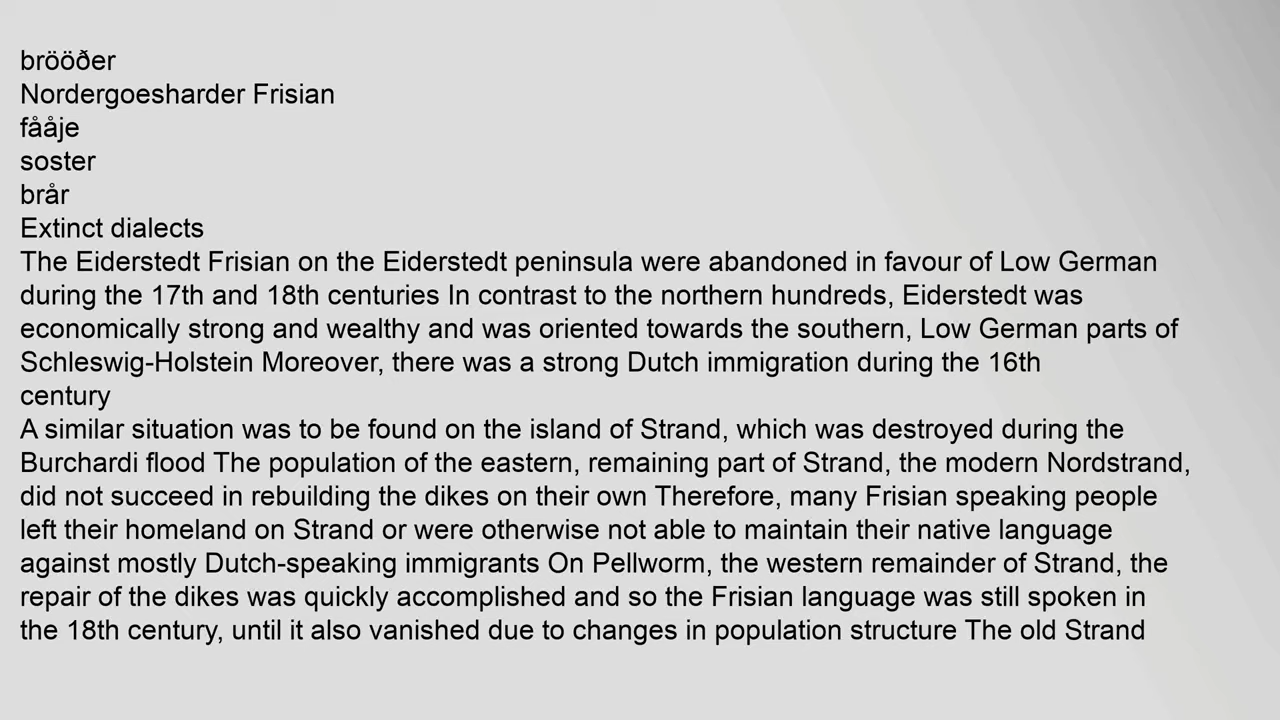 brööðer
Nordergoesharder Frisian
fååje
soster
brår
Extinct dialects
The Eiderstedt Frisian on the Eiderstedt peninsula were abandoned in favour of Low German
during the 17th and 18th centuries In contrast to the northern hundreds, Eiderstedt was
economically strong and wealthy and was oriented towards the southern, Low German parts of
Schleswig-Holstein Moreover, there was a strong Dutch immigration during the 16th
century
A similar situation was to be found on the island of Strand, which was destroyed during the
Burchardi flood The population of the eastern, remaining part of Strand, the modern Nordstrand,
did not succeed in rebuilding the dikes on their own Therefore, many Frisian speaking people
left their homeland on Strand or were otherwise not able to maintain their native language
against mostly Dutch-speaking immigrants On Pellworm, the western remainder of Strand, the
repair of the dikes was quickly accomplished and so the Frisian language was still spoken in
the 18th century, until it also vanished due to changes in population structure The old Strand